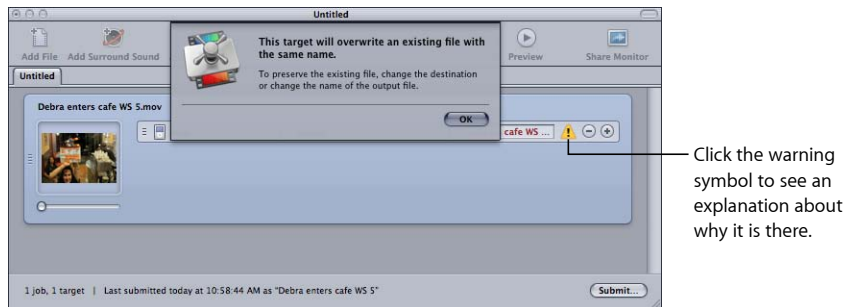 Untitled
This target will overwrite an existing file with
the same name.
To preserve the existing file, change the destination
or change the name of the output file.
OK
Add File Add Surround Sound Preview Share Monitor
Untitled
Debra enters cafe WS 5.mov
cafe WS ...
Click the warning
symbol to see an
explanation about
why it is there.
1 job, 1 target | Last submitted today at 10:58:44 AM as "Debra enters cafe WS 5"
Submit...